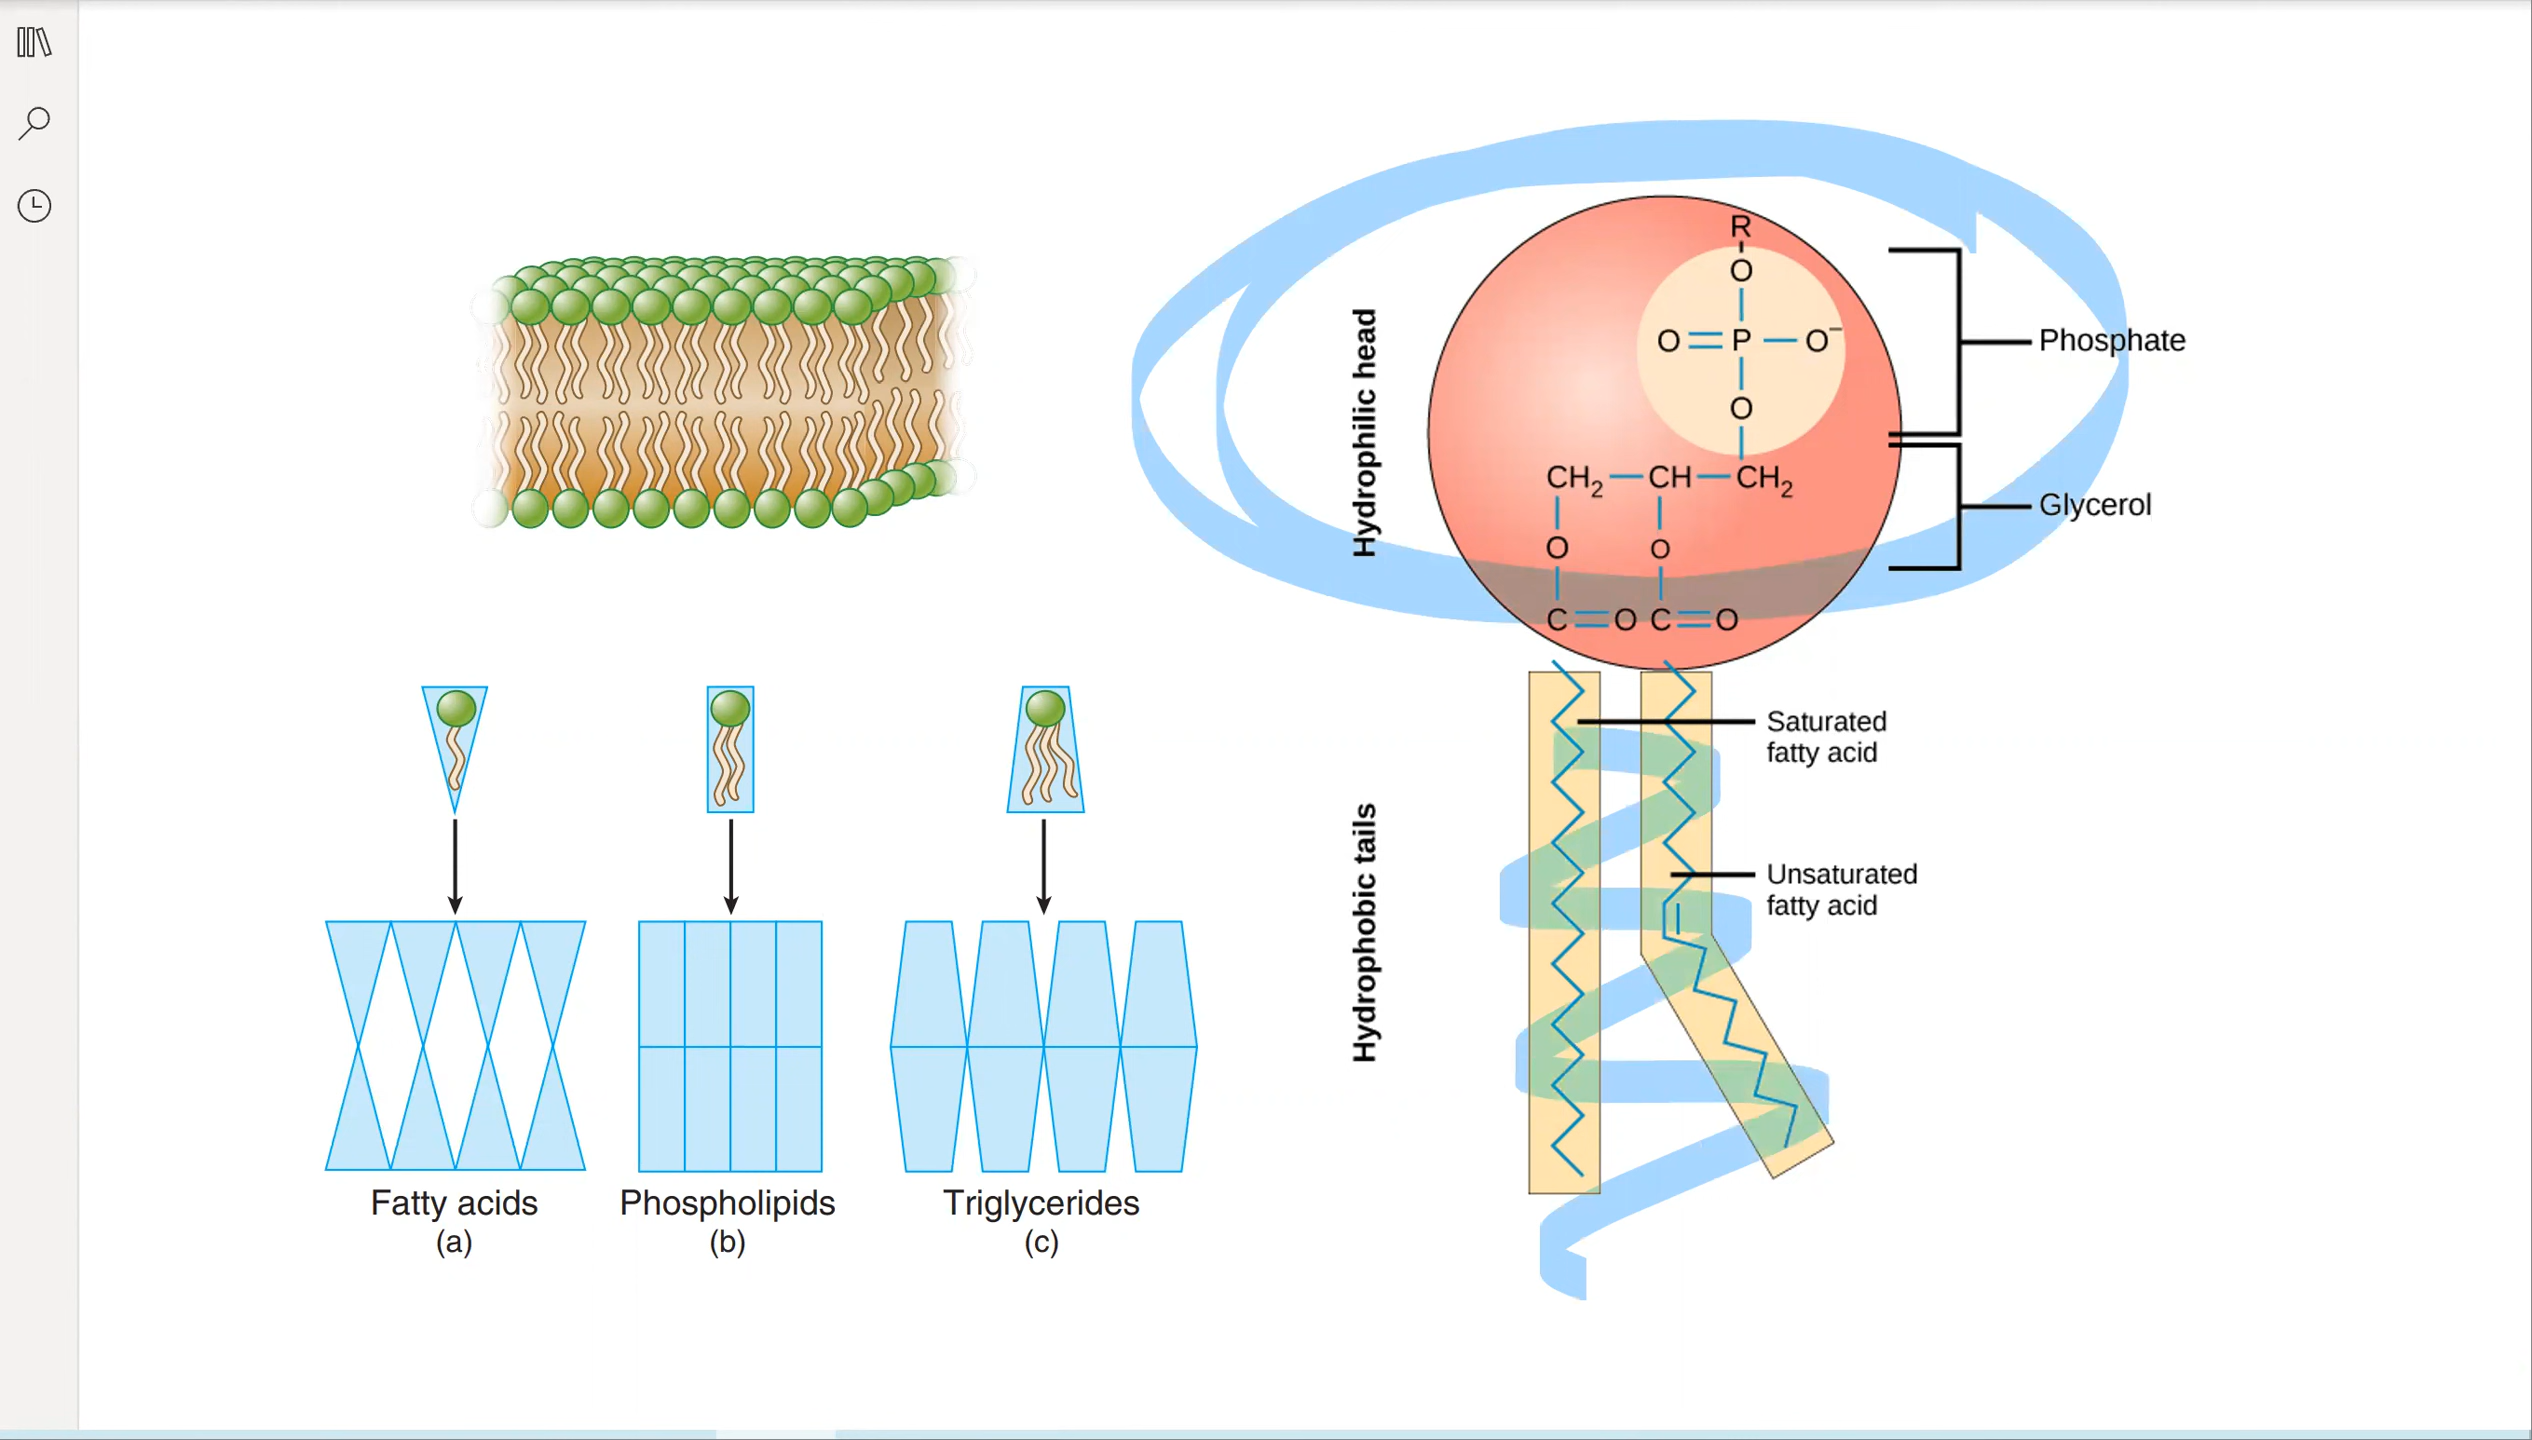 Hydrophilic head
R
O
O P O−
O
CH2 CH CH2
O O
C O C O
Phosphate
Glycerol
Hydrophobic tails
Saturated
fatty acid
Unsaturated
fatty acid
Fatty acids
(a)
Phospholipids
(b)
Triglycerides
(c)